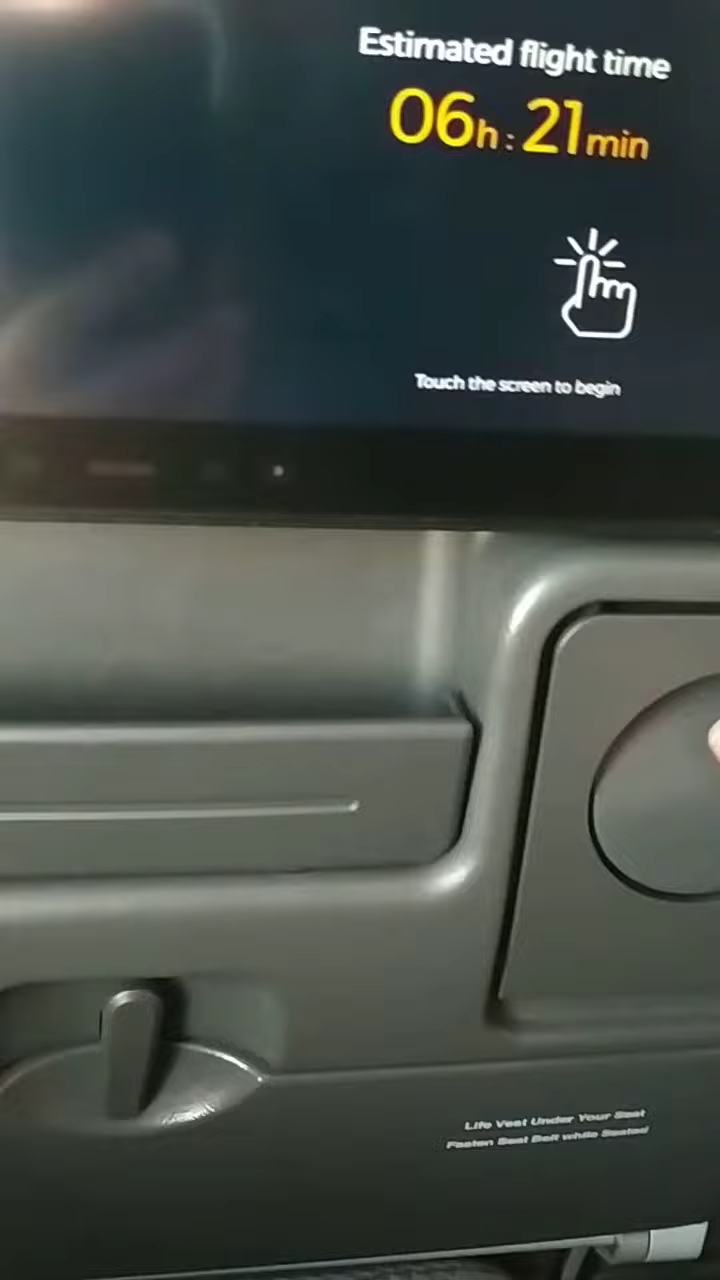 Estimated flight time
06h:21min
Touch the screen to begin
Life Vest Under Your Seat
Fasten Seat Belt while Seated